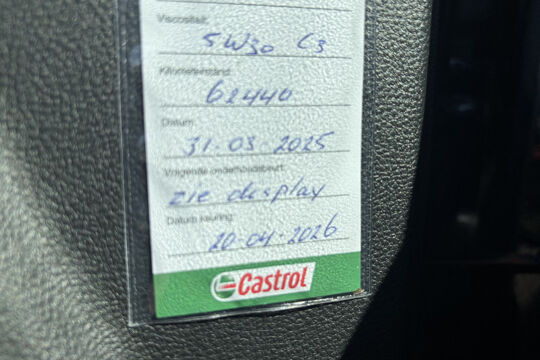 Viscositeit:
5W30 C3
Kilometerstand:
62440
Datum:
31-03-2025
Volgende onderhoudsbeurt:
zie display
Datum keuring:
20-04-2026
Castrol